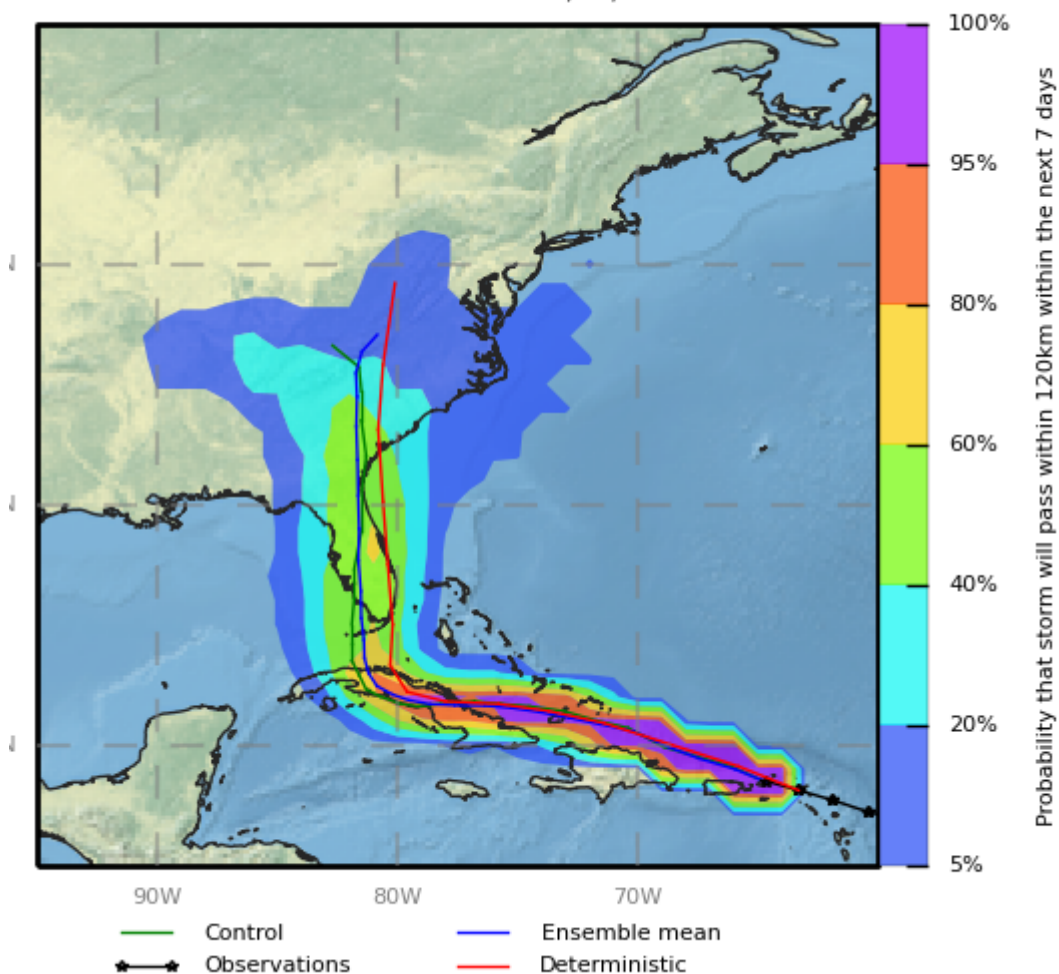 100%
95%
80%
60%
40%
20%
5%
Probability that storm will pass within 120km within the next 7 days
90W
80W
70W
Control
Ensemble mean
Observations
Deterministic